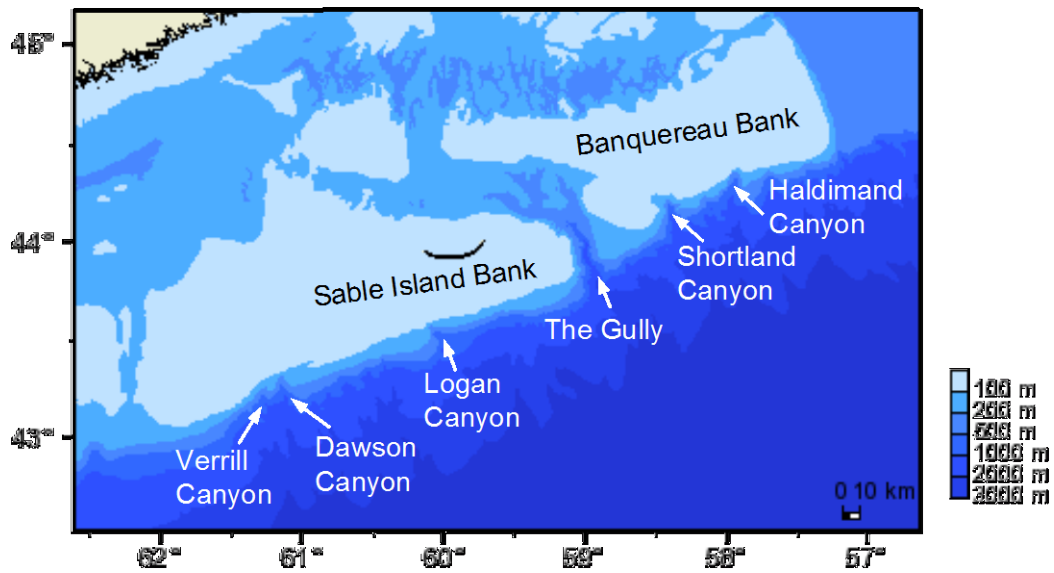 45°
Banquereau Bank
Haldimand
Canyon
44°
Shortland
Canyon
Sable Island Bank
The Gully
Logan
Canyon
100 m
200 m
500 m
1000 m
2000 m
3000 m
43°
Dawson
Canyon
Verrill
Canyon
0 10 km
62°
61°
60°
59°
58°
57°